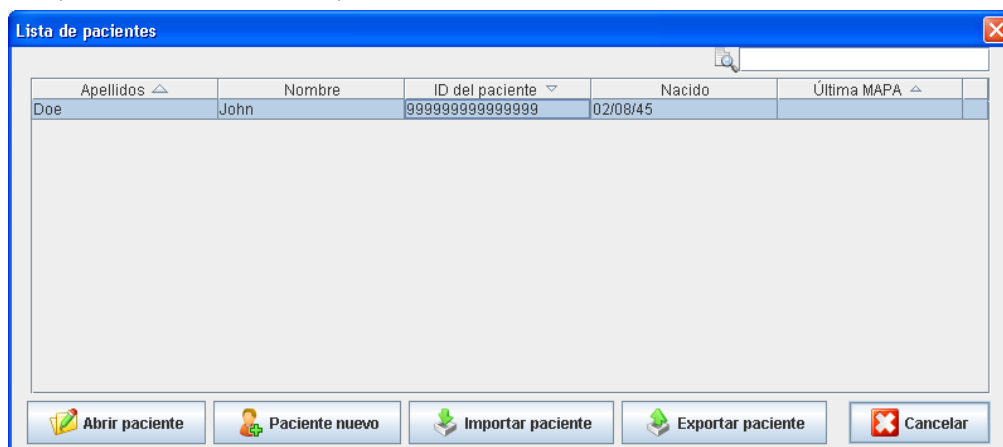 Lista de pacientes
Apellidos Nombre ID del paciente Nacido Última MAPA
Doe John 999999999999999 02/08/45
Abrir paciente Paciente nuevo Importar paciente Exportar paciente Cancelar